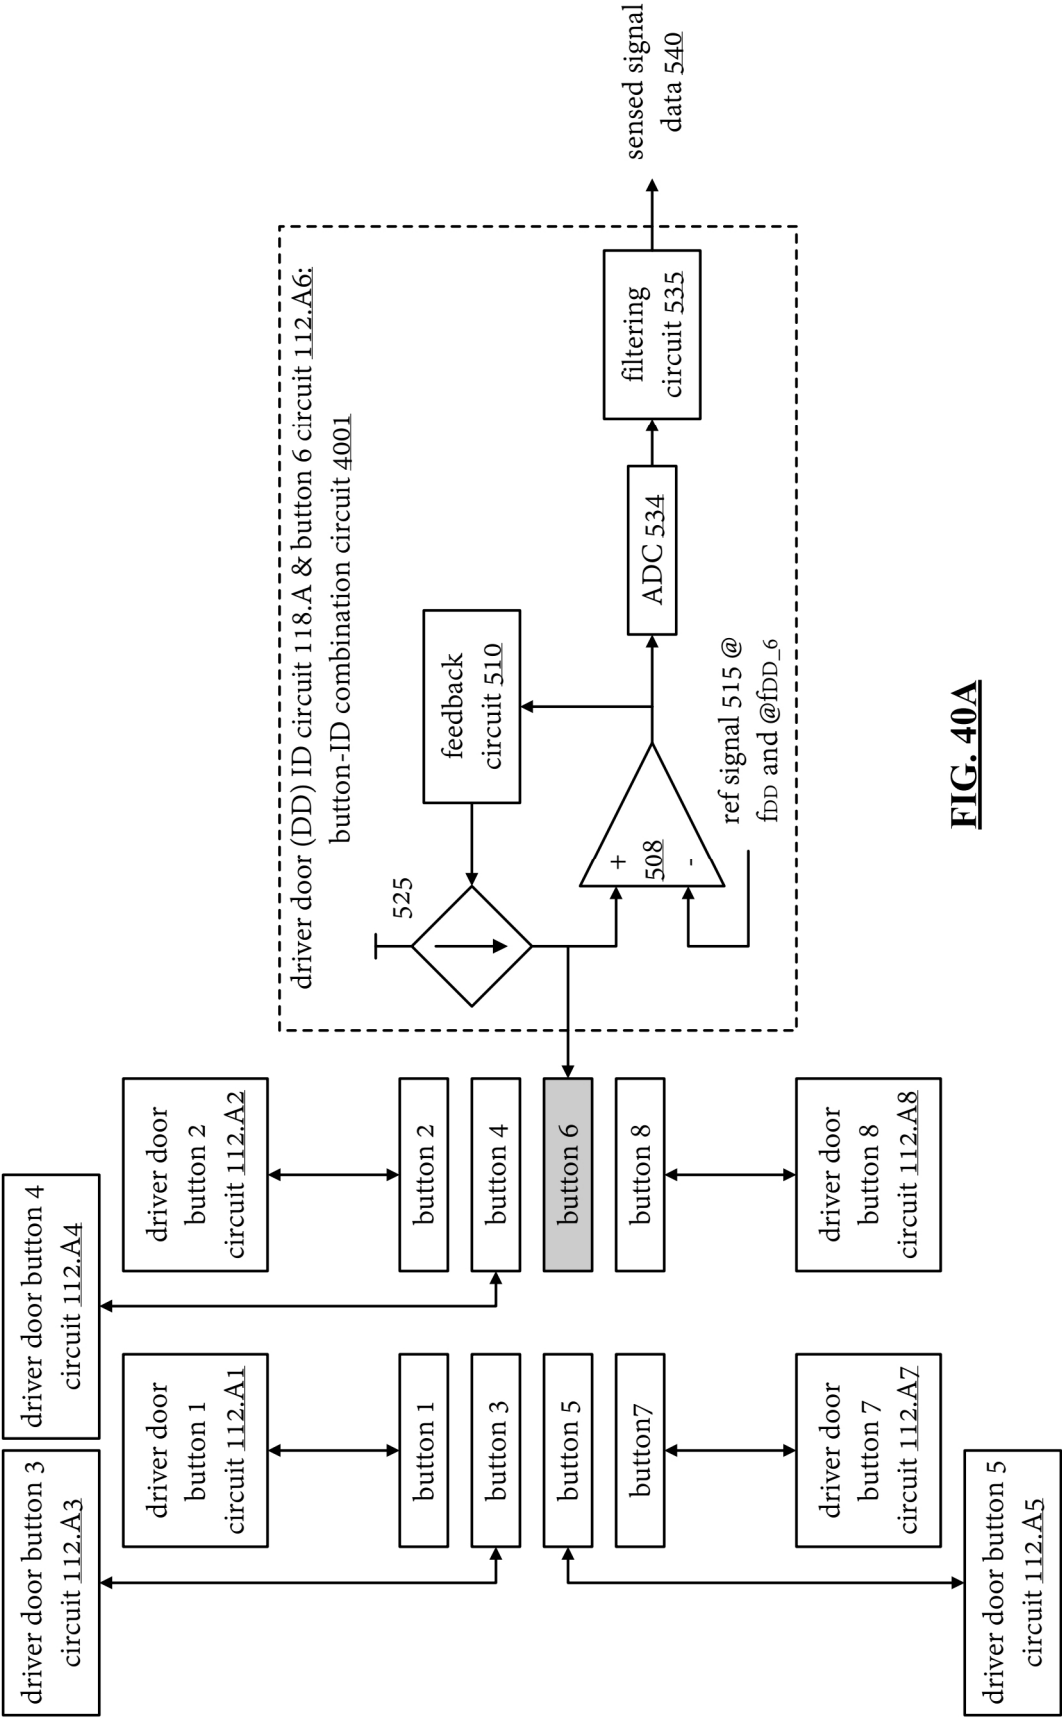 driver door button 3
circuit 112.A3
driver door button 4
circuit 112.A4
driver door
button 1
circuit 112.A1
driver door
button 2
circuit 112.A2
button 1
button 2
button 3
button 4
button 5
button 6
button7
button 8
driver door
button 7
circuit 112.A7
driver door
button 8
circuit 112.A8
driver door button 5
circuit 112.A5
driver door (DD) ID circuit 118.A & button 6 circuit 112.A6:
button-ID combination circuit 4001
525
feedback
circuit 510
+
508
-
ref signal 515 @
fDD and @fDD_6
ADC 534
filtering
circuit 535
sensed signal
data 540
FIG. 40A